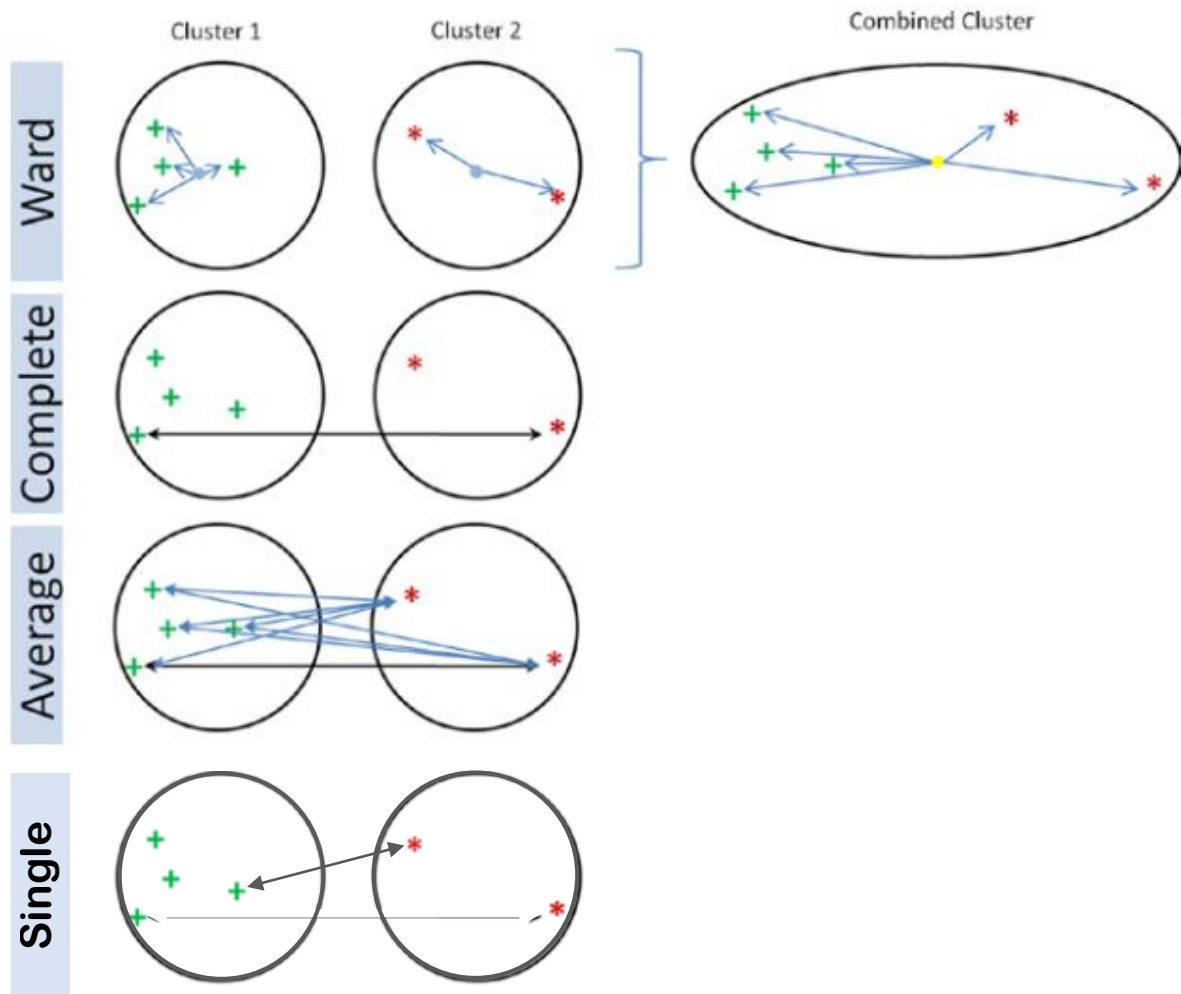 Cluster 1
Cluster 2
Combined Cluster
Ward
Complete
Average
Single